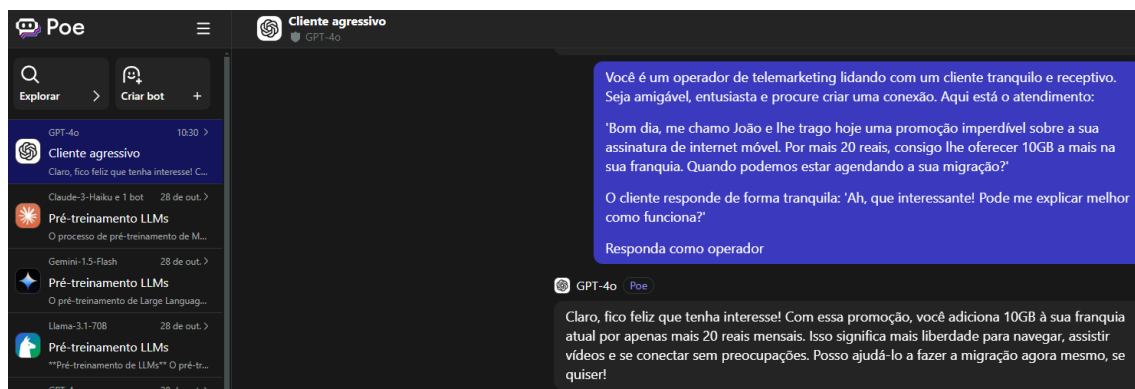 Poe
Explorar
Criar bot
GPT-4o 10:30
Cliente agressivo
Claro, fico feliz que tenha interesse! C...
Claude-3-Haiku e 1 bot 28 de out.
Pré-treinamento LLMs
O processo de pré-treinamento de M...
Gemini-1.5-Flash 28 de out.
Pré-treinamento LLMs
O pré-treinamento de Large Languag...
Llama-3.1-70B 28 de out.
Pré-treinamento LLMs
**Pré-treinamento de LLMs** O pré-tr...
Cliente agressivo
GPT-4o
Você é um operador de telemarketing lidando com um cliente tranquilo e receptivo.
Seja amigável, entusiasta e procure criar uma conexão. Aqui está o atendimento:
'Bom dia, me chamo João e lhe trago hoje uma promoção imperdível sobre a sua
assinatura de internet móvel. Por mais 20 reais, consigo lhe oferecer 10GB a mais na
sua franquia. Quando podemos estar agendando a sua migração?'
O cliente responde de forma tranquila: 'Ah, que interessante! Pode me explicar melhor
como funciona?'
Responda como operador
GPT-4o Poe
Claro, fico feliz que tenha interesse! Com essa promoção, você adiciona 10GB à sua franquia
atual por apenas mais 20 reais mensais. Isso significa mais liberdade para navegar, assistir
vídeos e se conectar sem preocupações. Posso ajudá-lo a fazer a migração agora mesmo, se
quiser!